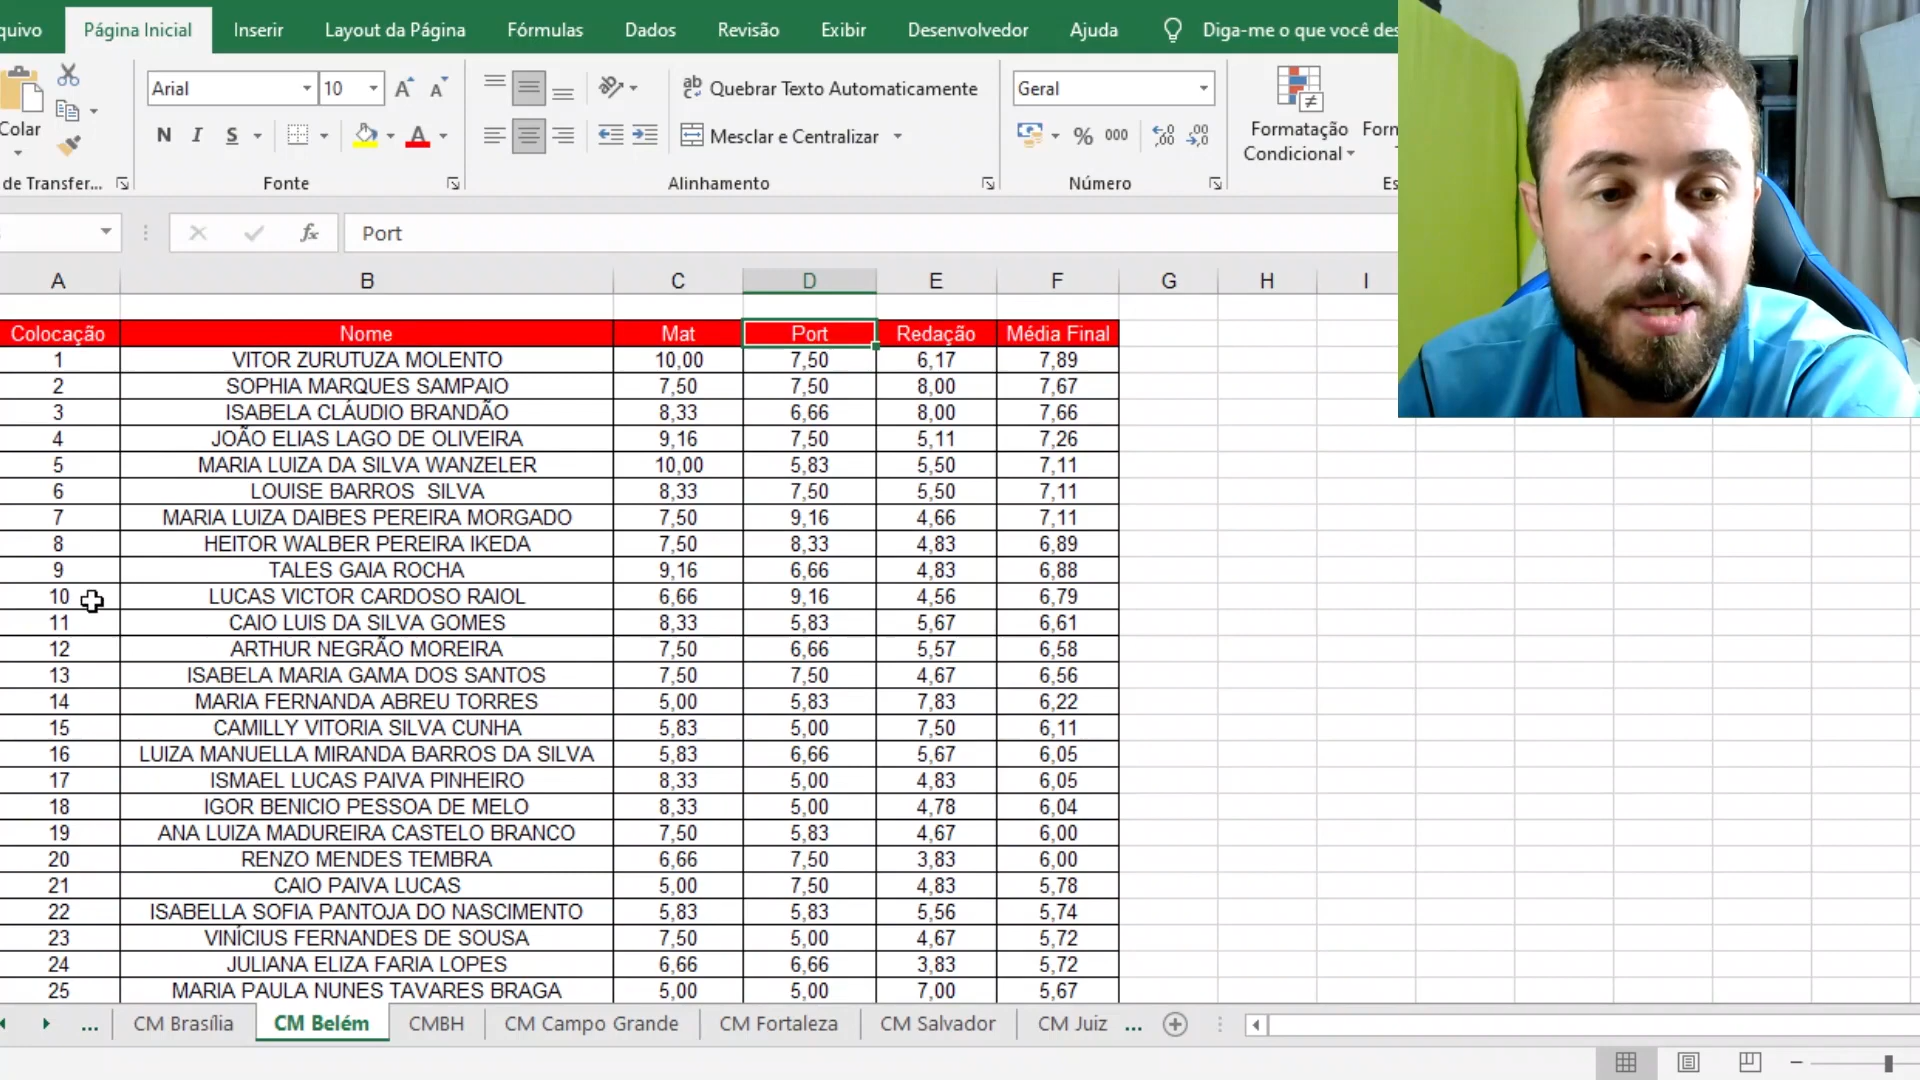 quivo Página Inicial Inserir Layout da Página Fórmulas Dados Revisão Exibir Desenvolvedor Ajuda Diga-me o que você des
Colar
Arial 10
N I S
ab Quebrar Texto Automaticamente
Mesclar e Centralizar
Geral
% 000
Formatação Forn
Condicional
de Transfer... Fonte Alinhamento Número Es
fx Port
A B C D E F G H I
Colocação Nome Mat Port Redação Média Final
1 VITOR ZURUTUZA MOLENTO 10,00 7,50 6,17 7,89
2 SOPHIA MARQUES SAMPAIO 7,50 7,50 8,00 7,67
3 ISABELA CLÁUDIO BRANDÃO 8,33 6,66 8,00 7,66
4 JOÃO ELIAS LAGO DE OLIVEIRA 9,16 7,50 5,11 7,26
5 MARIA LUIZA DA SILVA WANZELER 10,00 5,83 5,50 7,11
6 LOUISE BARROS  SILVA 8,33 7,50 5,50 7,11
7 MARIA LUIZA DAIBES PEREIRA MORGADO 7,50 9,16 4,66 7,11
8 HEITOR WALBER PEREIRA IKEDA 7,50 8,33 4,83 6,89
9 TALES GAIA ROCHA 9,16 6,66 4,83 6,88
10 LUCAS VICTOR CARDOSO RAIOL 6,66 9,16 4,56 6,79
11 CAIO LUIS DA SILVA GOMES 8,33 5,83 5,67 6,61
12 ARTHUR NEGRÃO MOREIRA 7,50 6,66 5,57 6,58
13 ISABELA MARIA GAMA DOS SANTOS 7,50 7,50 4,67 6,56
14 MARIA FERNANDA ABREU TORRES 5,00 5,83 7,83 6,22
15 CAMILLY VITORIA SILVA CUNHA 5,83 5,00 7,50 6,11
16 LUIZA MANUELLA MIRANDA BARROS DA SILVA 5,83 6,66 5,67 6,05
17 ISMAEL LUCAS PAIVA PINHEIRO 8,33 5,00 4,83 6,05
18 IGOR BENICIO PESSOA DE MELO 8,33 5,00 4,78 6,04
19 ANA LUIZA MADUREIRA CASTELO BRANCO 7,50 5,83 4,67 6,00
20 RENZO MENDES TEMBRA 6,66 7,50 3,83 6,00
21 CAIO PAIVA LUCAS 5,00 7,50 4,83 5,78
22 ISABELLA SOFIA PANTOJA DO NASCIMENTO 5,83 5,83 5,56 5,74
23 VINÍCIUS FERNANDES DE SOUSA 7,50 5,00 4,67 5,72
24 JULIANA ELIZA FARIA LOPES 6,66 6,66 3,83 5,72
25 MARIA PAULA NUNES TAVARES BRAGA 5,00 5,00 7,00 5,67
... CM Brasília CM Belém CMBH CM Campo Grande CM Fortaleza CM Salvador CM Juiz ...